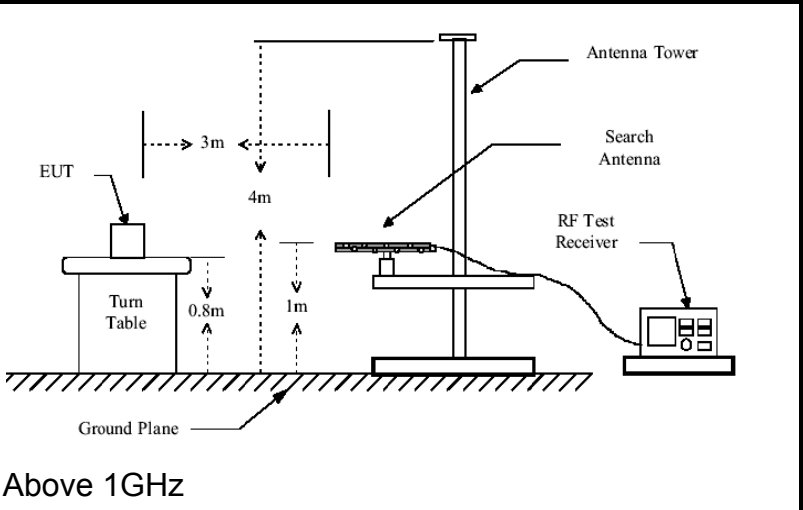 Antenna Tower
3m
Search
Antenna
EUT
4m
RF Test
Receiver
Turn
Table
0.8m
1m
Ground Plane
Above 1GHz